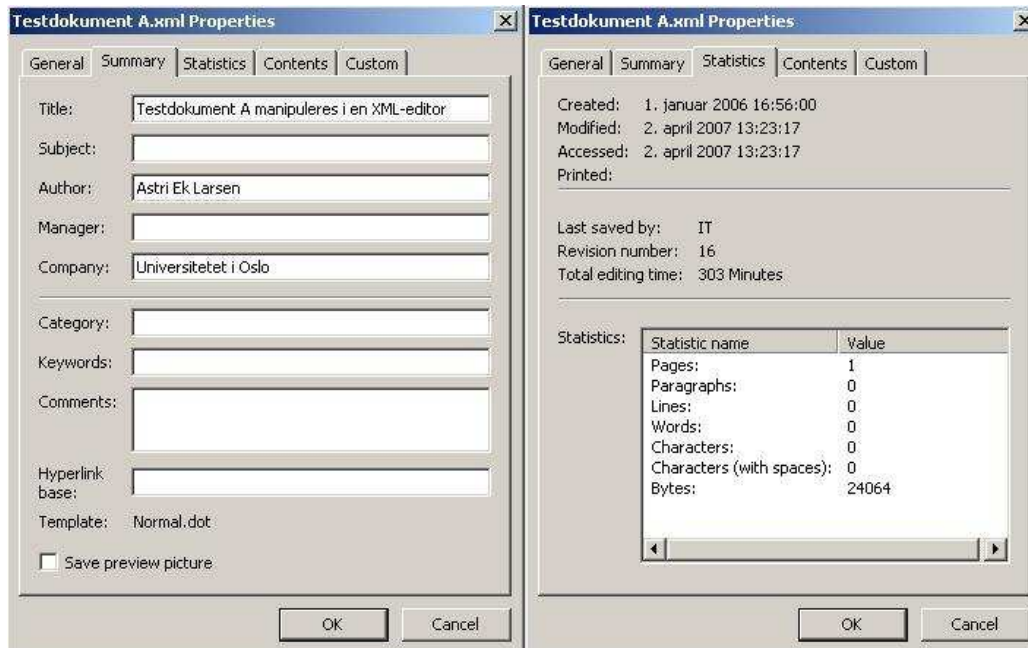 Testdokument A.xml Properties
General Summary Statistics Contents Custom
Title: Testdokument A manipuleres i en XML-editor
Subject:
Author: Astri Ek Larsen
Manager:
Company: Universitetet i Oslo
Category:
Keywords:
Comments:
Hyperlink
base:
Template: Normal.dot
Save preview picture
OK Cancel
Testdokument A.xml Properties
General Summary Statistics Contents Custom
Created: 1. januar 2006 16:56:00
Modified: 2. april 2007 13:23:17
Accessed: 2. april 2007 13:23:17
Printed:
Last saved by: IT
Revision number: 16
Total editing time: 303 Minutes
Statistics: Statistic name Value
Pages: 1
Paragraphs: 0
Lines: 0
Words: 0
Characters: 0
Characters (with spaces): 0
Bytes: 24064
OK Cancel